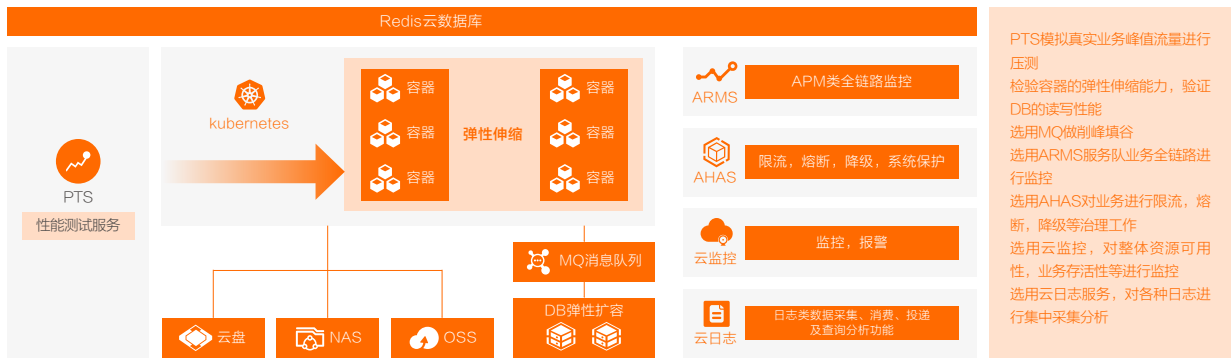 Redis云数据库
PTS
性能测试服务
kubernetes
容器
容器
容器
弹性伸缩
容器
容器
容器
云盘
NAS
OSS
MQ消息队列
DB弹性扩容
ARMS
APM类全链路监控
AHAS
限流，熔断，降级，系统保护
云监控
监控，报警
云日志
日志类数据采集、消费、投递
及查询分析功能
PTS模拟真实业务峰值流量进行
压测
检验容器的弹性伸缩能力，验证
DB的读写性能
选用MQ做削峰填谷
选用ARMS服务队业务全链路进
行监控
选用AHAS对业务进行限流，熔
断，降级等治理工作
选用云监控，对整体资源可用
性，业务存活性等进行监控
选用云日志服务，对各种日志进
行集中采集分析